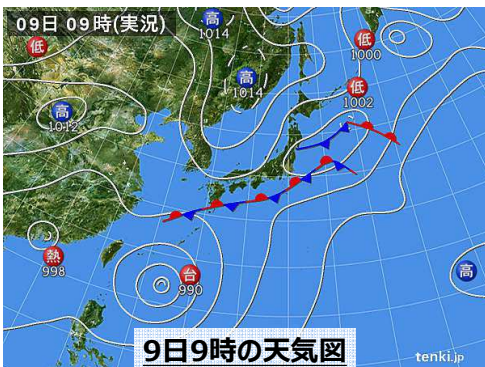 09日 09時(実況)
高
1014
低
1000
低
高
1014
低
1002
高
1012
熱
998
台
990
高
9日9時の天気図
tenki.jp